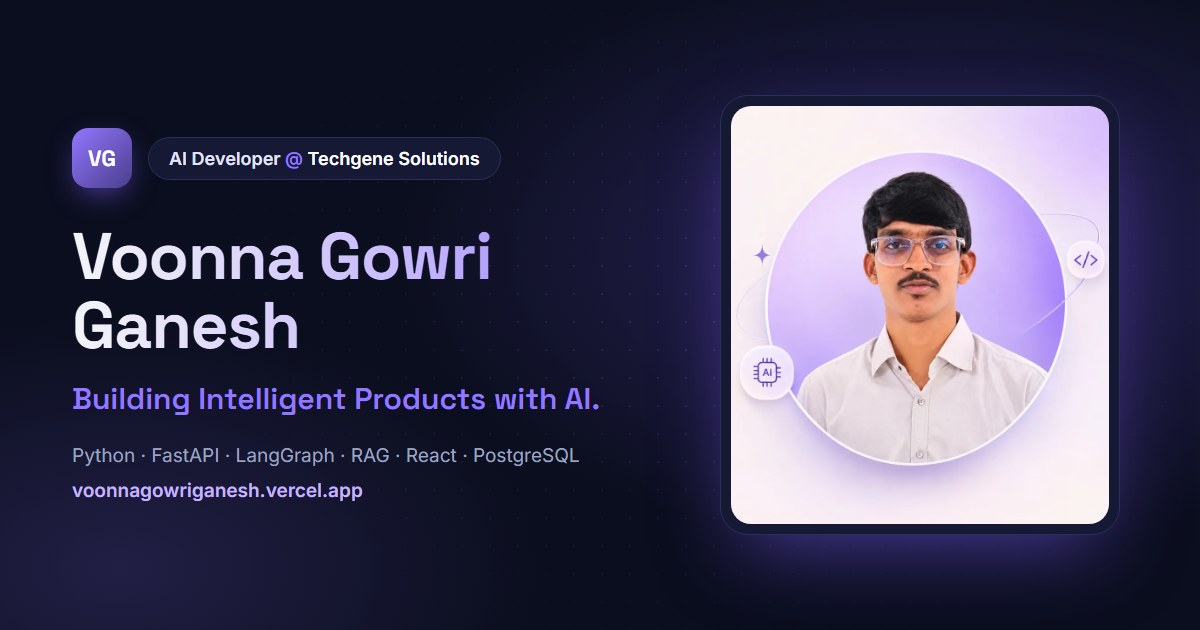 VG
AI Developer @ Techgene Solutions
Voonna Gowri
Ganesh
Building Intelligent Products with AI.
Python · FastAPI · LangGraph · RAG · React · PostgreSQL
voonnagowriganesh.vercel.app
</>
AI